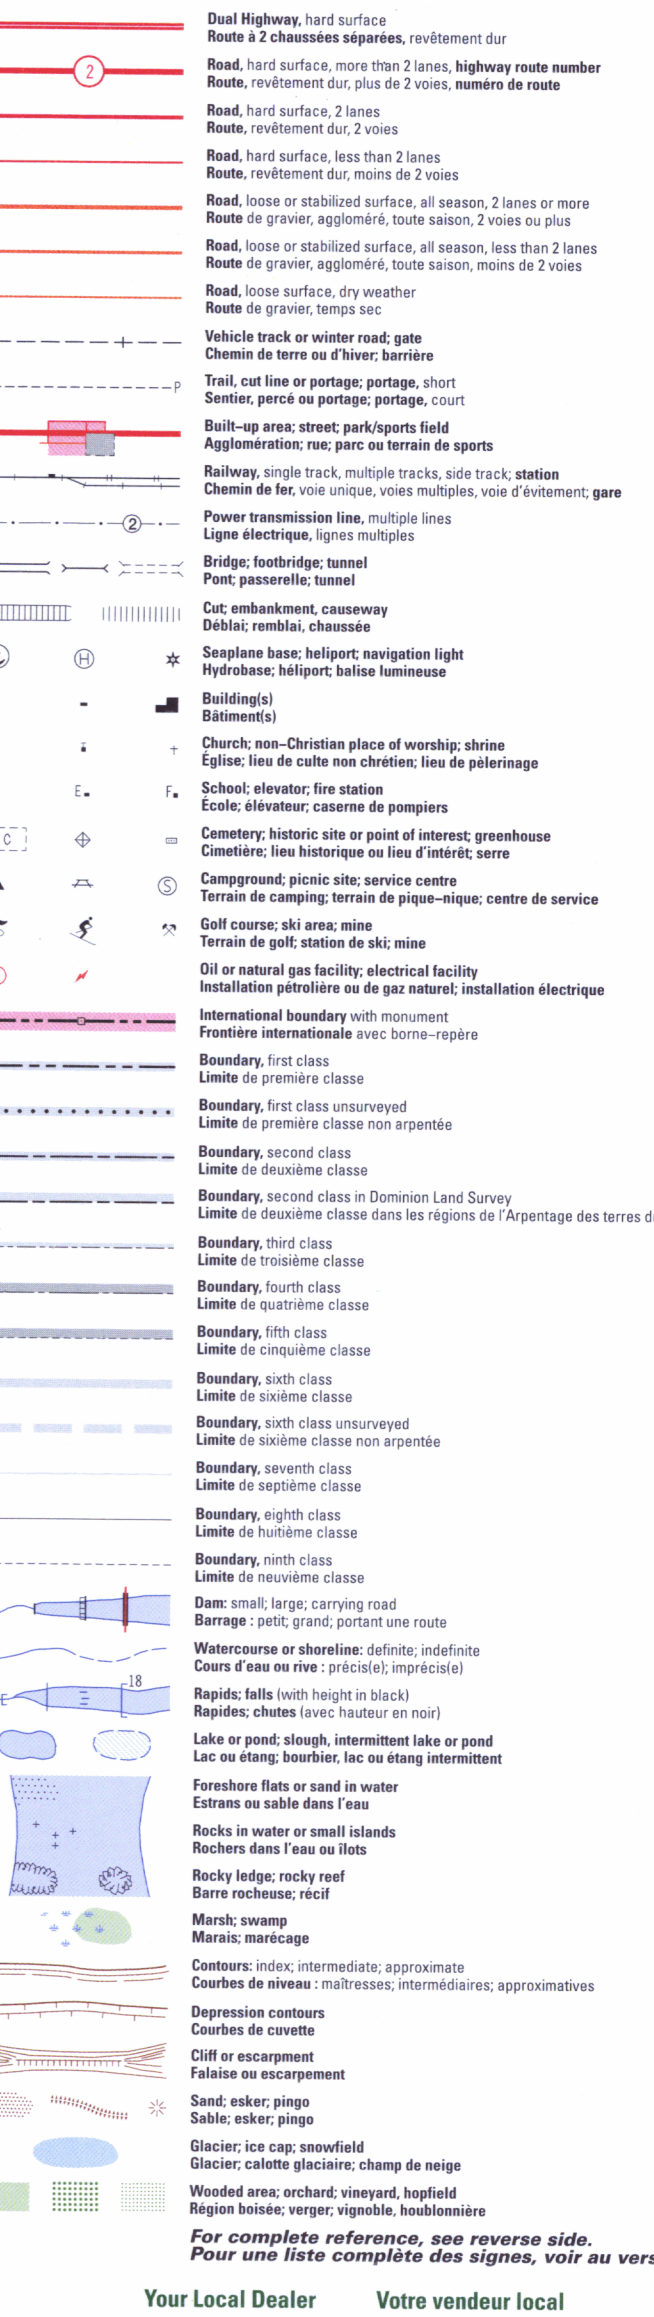 Dual Highway, hard surface
Route à 2 chaussées séparées, revêtement dur
2
Road, hard surface, more than 2 lanes, highway route number
Route, revêtement dur, plus de 2 voies, numéro de route
Road, hard surface, 2 lanes
Route, revêtement dur, 2 voies
Road, hard surface, less than 2 lanes
Route, revêtement dur, moins de 2 voies
Road, loose or stabilized surface, all season, 2 lanes or more
Route de gravier, aggloméré, toute saison, 2 voies ou plus
Road, loose or stabilized surface, all season, less than 2 lanes
Route de gravier, aggloméré, toute saison, moins de 2 voies
Road, loose surface, dry weather
Route de gravier, temps sec
Vehicle track or winter road; gate
Chemin de terre ou d'hiver; barrière
P
Trail, cut line or portage; portage, short
Sentier, percé ou portage; portage, court
Built–up area; street; park/sports field
Agglomération; rue; parc ou terrain de sports
Railway, single track, multiple tracks, side track; station
Chemin de fer, voie unique, voies multiples, voie d'évitement; gare
2
Power transmission line, multiple lines
Ligne électrique, lignes multiples
Bridge; footbridge; tunnel
Pont; passerelle; tunnel
Cut; embankment, causeway
Déblai; remblai, chaussée
H
Seaplane base; heliport; navigation light
Hydrobase; héliport; balise lumineuse
Building(s)
Bâtiment(s)
Church; non–Christian place of worship; shrine
Église; lieu de culte non chrétien; lieu de pèlerinage
E F
School; elevator; fire station
École; élévateur; caserne de pompiers
C
Cemetery; historic site or point of interest; greenhouse
Cimetière; lieu historique ou lieu d'intérêt; serre
S
Campground; picnic site; service centre
Terrain de camping; terrain de pique–nique; centre de service
Golf course; ski area; mine
Terrain de golf; station de ski; mine
Oil or natural gas facility; electrical facility
Installation pétrolière ou de gaz naturel; installation électrique
International boundary with monument
Frontière internationale avec borne–repère
Boundary, first class
Limite de première classe
Boundary, first class unsurveyed
Limite de première classe non arpentée
Boundary, second class
Limite de deuxième classe
Boundary, second class in Dominion Land Survey
Limite de deuxième classe dans les régions de l'Arpentage des terres d
Boundary, third class
Limite de troisième classe
Boundary, fourth class
Limite de quatrième classe
Boundary, fifth class
Limite de cinquième classe
Boundary, sixth class
Limite de sixième classe
Boundary, sixth class unsurveyed
Limite de sixième classe non arpentée
Boundary, seventh class
Limite de septième classe
Boundary, eighth class
Limite de huitième classe
Boundary, ninth class
Limite de neuvième classe
Dam: small; large; carrying road
Barrage : petit; grand; portant une route
Watercourse or shoreline: definite; indefinite
Cours d'eau ou rive : précis(e); imprécis(e)
18
Rapids; falls (with height in black)
Rapides; chutes (avec hauteur en noir)
Lake or pond; slough, intermittent lake or pond
Lac ou étang; bourbier, lac ou étang intermittent
Foreshore flats or sand in water
Estrans ou sable dans l'eau
Rocks in water or small islands
Rochers dans l'eau ou îlots
Rocky ledge; rocky reef
Barre rocheuse; récif
Marsh; swamp
Marais; marécage
Contours: index; intermediate; approximate
Courbes de niveau : maîtresses; intermédiaires; approximatives
Depression contours
Courbes de cuvette
Cliff or escarpment
Falaise ou escarpement
Sand; esker; pingo
Sable; esker; pingo
Glacier; ice cap; snowfield
Glacier; calotte glaciaire; champ de neige
Wooded area; orchard; vineyard, hopfield
Région boisée; verger; vignoble, houblonnière
For complete reference, see reverse side.
Pour une liste complète des signes, voir au vers
Your Local Dealer Votre vendeur local